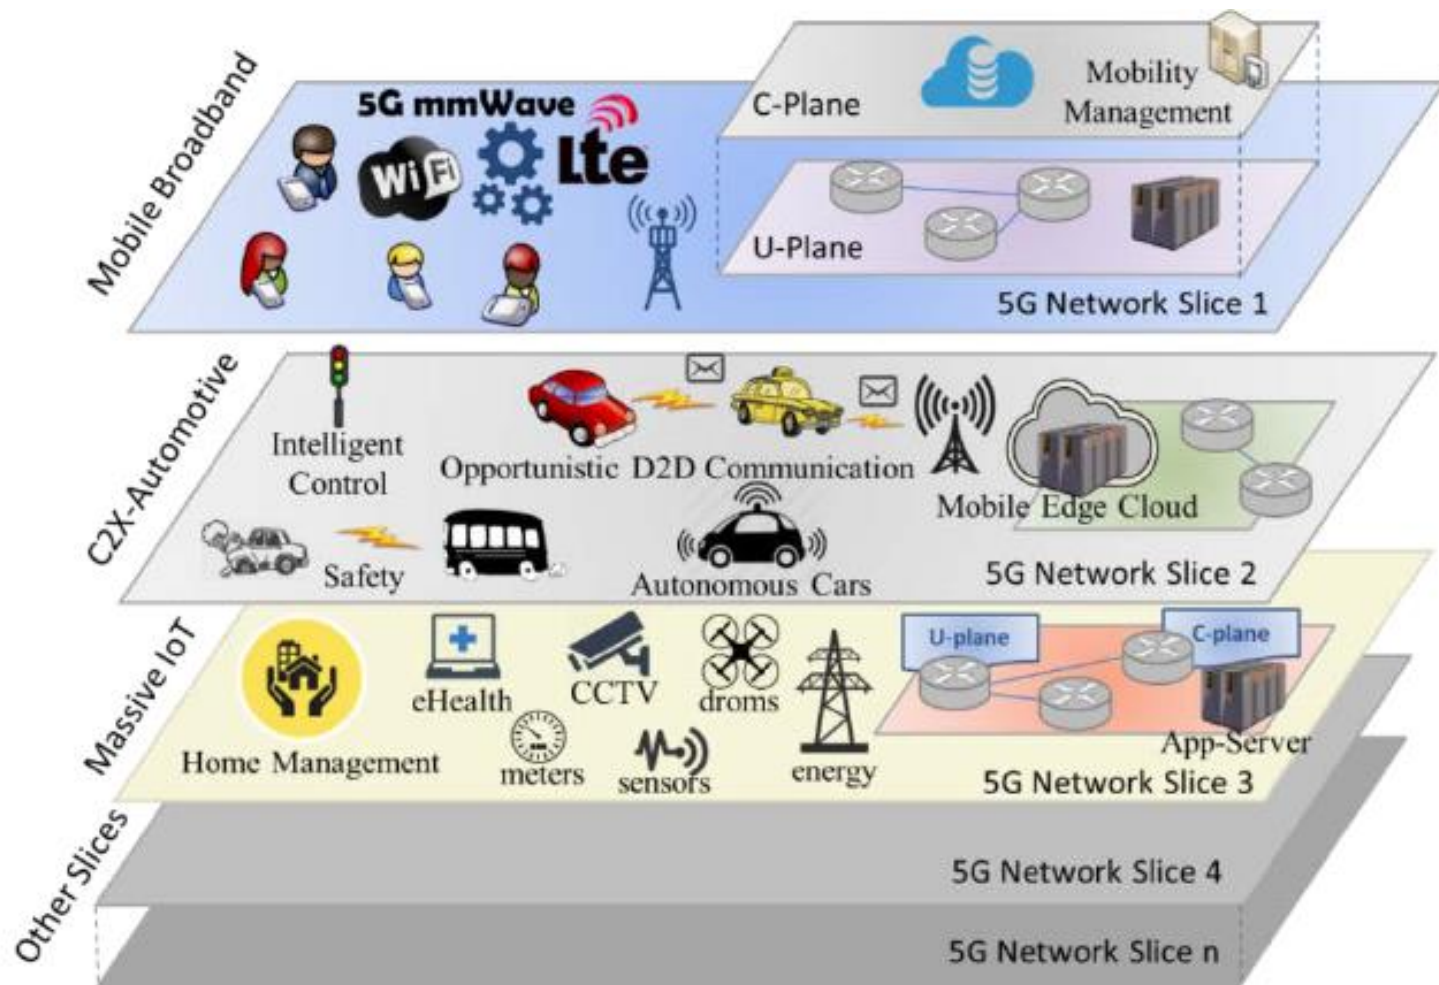 Mobile Broadband
5G mmWave
WiFi
Lte
C-Plane
Mobility
Management
U-Plane
5G Network Slice 1
C2X-Automotive
Intelligent
Control
Opportunistic D2D Communication
Mobile Edge Cloud
Safety
Autonomous Cars
5G Network Slice 2
Massive IoT
Home Management
eHealth
CCTV
droms
meters
sensors
energy
U-plane
C-plane
App-Server
5G Network Slice 3
Other Slices
5G Network Slice 4
5G Network Slice n